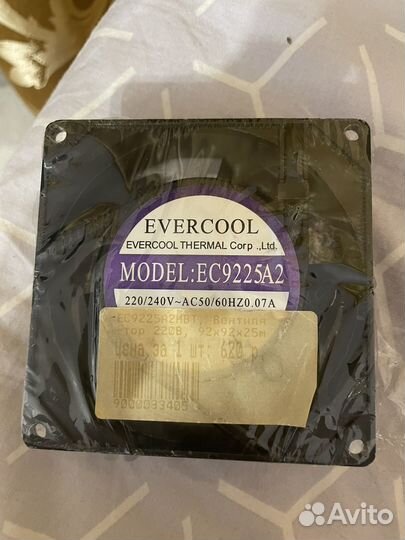 EVERCOOL
EVERCOOL THERMAL Corp .,Ltd.
MODEL:EC9225A2
220/240V~AC50/60HZ0.07A
EC9225A2HBT, Вентиля
тор 220В, 92x92x25м
Цена за 1 шт: 620 р
9000033405
Avito